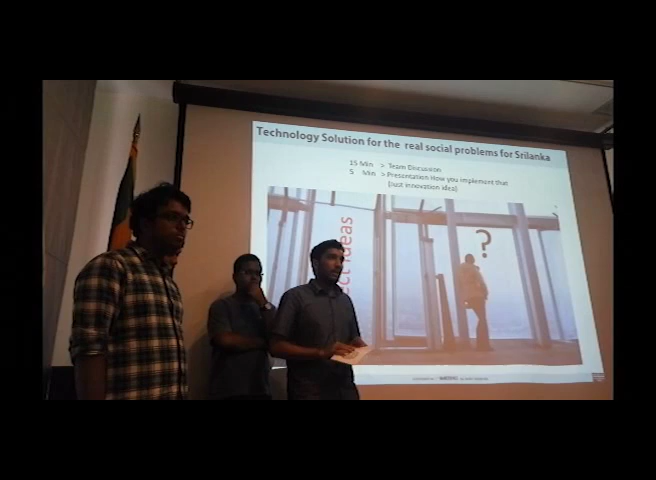 Technology Solution for the real social problems for Srilanka
15 Min > Team Discussion
5 Min > Presentation How you implement that
(Just innovation idea)
ideas
?